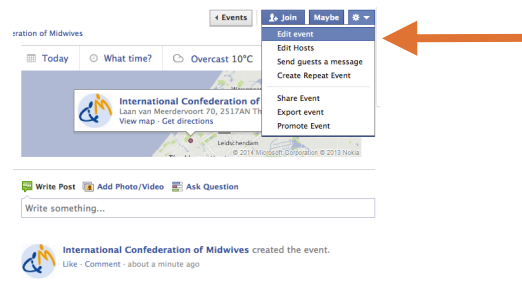 Events
Join
Maybe
eration of Midwives
Edit event
Edit Hosts
Send guests a message
Create Repeat Event
Share Event
Export event
Promote Event
Today
What time?
Overcast 10°C
International Confederation of
Laan van Meerdervoort 70, 2517AN Th
View map · Get directions
Leidschendam
© 2014 Microsoft Corporation © 2013 Nokia
Write Post
Add Photo/Video
Ask Question
Write something...
International Confederation of Midwives created the event.
Like · Comment · about a minute ago